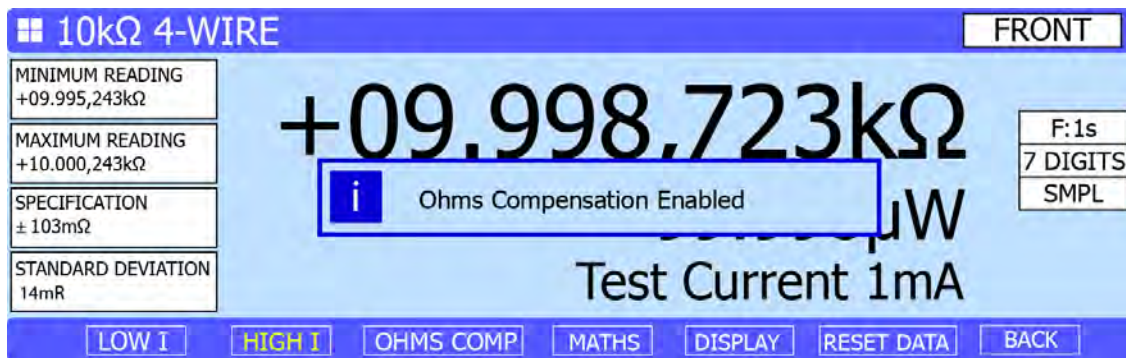 10kΩ 4-WIRE
FRONT
MINIMUM READING
+09.995,243kΩ
MAXIMUM READING
+10.000,243kΩ
SPECIFICATION
± 103mΩ
STANDARD DEVIATION
14mR
+09.998,723kΩ
i Ohms Compensation Enabled
µW
Test Current 1mA
F:1s
7 DIGITS
SMPL
LOW I HIGH I OHMS COMP MATHS DISPLAY RESET DATA BACK